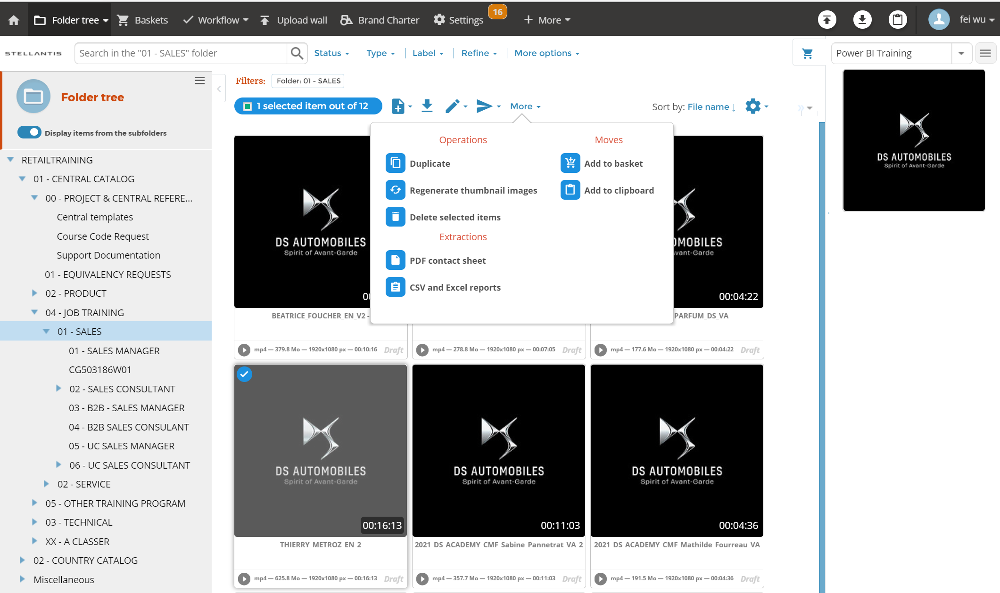 Folder tree
Baskets
Workflow
Upload wall
Brand Charter
Settings
16
More
fei wu
STELLANTIS
Search in the "01 - SALES" folder
Status
Type
Label
Refine
More options
Power BI Training
Folder tree
Display items from the subfolders
RETAILTRAINING
01 - CENTRAL CATALOG
00 - PROJECT & CENTRAL REFERE...
Central templates
Course Code Request
Support Documentation
01 - EQUIVALENCY REQUESTS
02 - PRODUCT
04 - JOB TRAINING
01 - SALES
01 - SALES MANAGER
CG503186W01
02 - SALES CONSULTANT
03 - B2B - SALES MANAGER
04 - B2B SALES CONSULANT
05 - UC SALES MANAGER
06 - UC SALES CONSULTANT
02 - SERVICE
05 - OTHER TRAINING PROGRAM
03 - TECHNICAL
XX - A CLASSER
02 - COUNTRY CATALOG
Miscellaneous
Filters:
Folder: 01 - SALES
1 selected item out of 12
More
Sort by: File name ↓
Operations
Duplicate
Regenerate thumbnail images
Delete selected items
Extractions
PDF contact sheet
CSV and Excel reports
Moves
Add to basket
Add to clipboard
DS AUTOMOBILES
Spirit of Avant-Garde
BEATRICE_FOUCHER_EN_V2 -
mp4 — 379.8 Mo — 1920x1080 px — 00:10:16
Draft
mp4 — 278.8 Mo — 1920x1080 px — 00:07:05
Draft
00:04:22
PARFUM_DS_VA
mp4 — 177.6 Mo — 1920x1080 px — 00:04:22
Draft
DS AUTOMOBILES
Spirit of Avant-Garde
00:16:13
THIERRY_METROZ_EN_2
mp4 — 625.8 Mo — 1920x1080 px — 00:16:13
Draft
DS AUTOMOBILES
Spirit of Avant-Garde
00:11:03
2021_DS_ACADEMY_CMF_Sabine_Pannetrat_VA_2
mp4 — 357.7 Mo — 1920x1080 px — 00:11:03
Draft
DS AUTOMOBILES
Spirit of Avant-Garde
00:04:36
2021_DS_ACADEMY_CMF_Mathilde_Fourreau_VA
mp4 — 191.5 Mo — 1920x1080 px — 00:04:36
Draft
DS AUTOMOBILES
Spirit of Avant-Garde